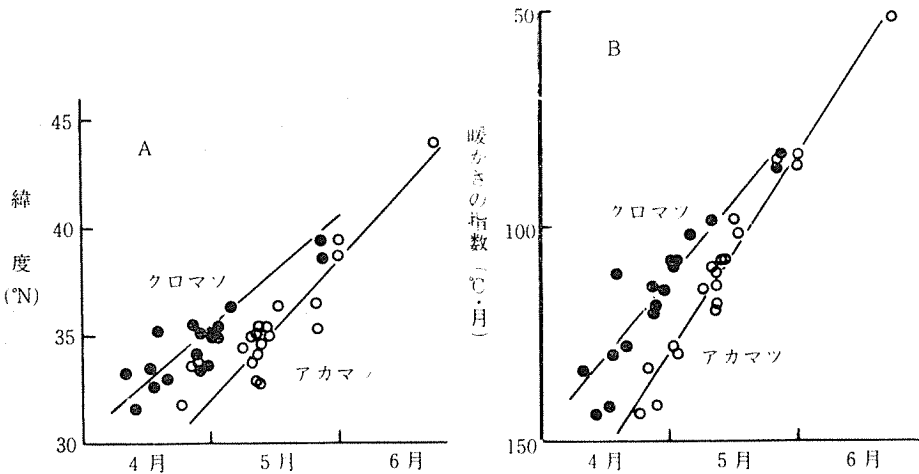 A
45
40
35
30
緯
度
(°N)
クロマツ
アカマツ
4月
5月
6月
B
50
100
150
暖かさの指数（℃・月）
クロマツ
アカマツ
4月
5月
6月